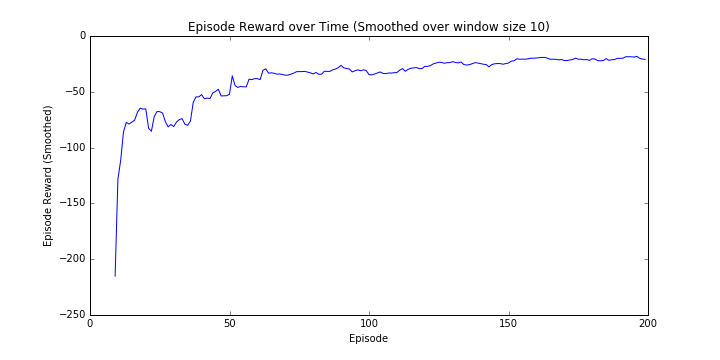 Episode Reward over Time (Smoothed over window size 10)
0
−50
−100
−150
−200
−250
Episode Reward (Smoothed)
0 50 100 150 200
Episode